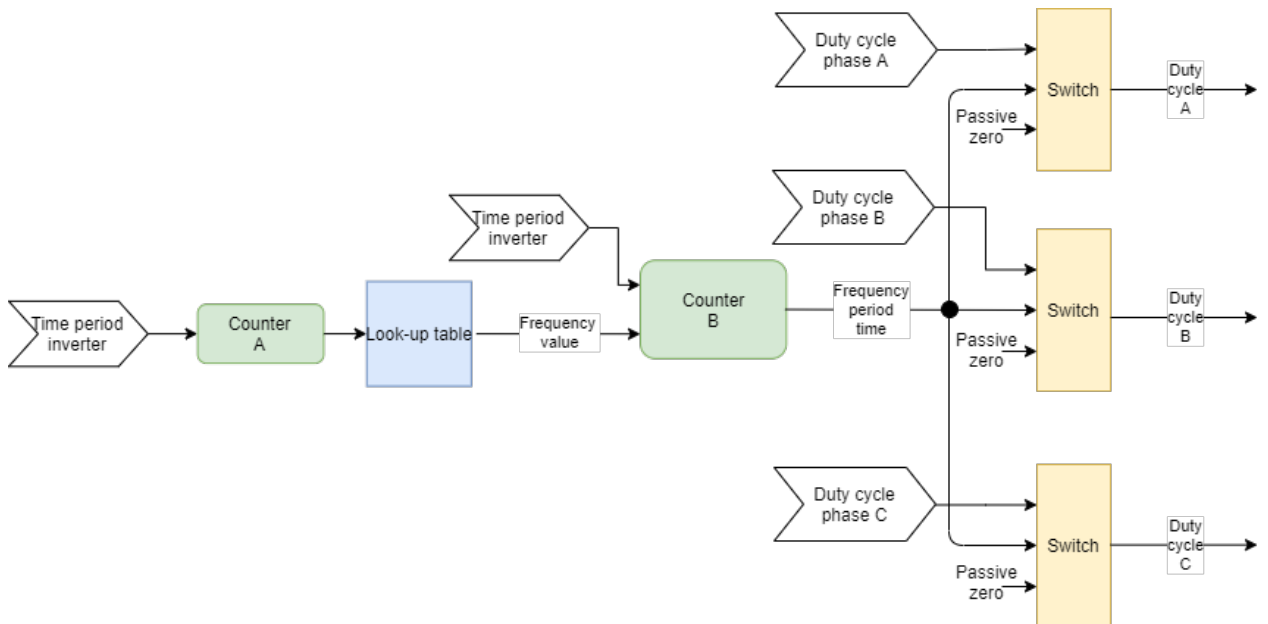 Duty cycle
phase A
Switch
Duty
cycle
A
Passive
zero
Duty cycle
phase B
Time period
inverter
Counter
B
Frequency
period
time
Switch
Duty
cycle
B
Passive
zero
Time period
inverter
Counter
A
Look-up table
Frequency
value
Duty cycle
phase C
Switch
Duty
cycle
C
Passive
zero